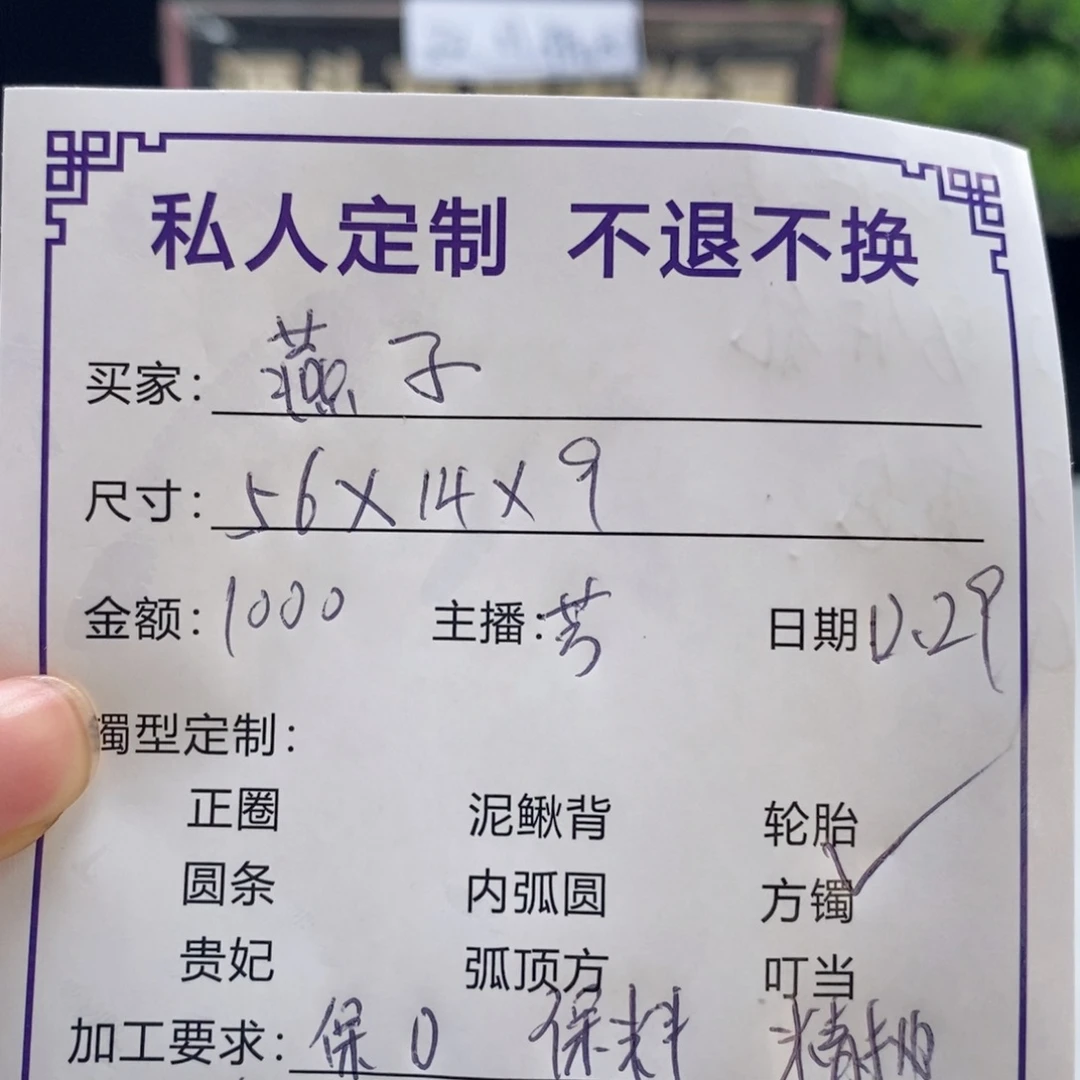 私人定制 不退不换
买家: 燕子
尺寸: 56×14×9
金额: 1000 主播: 芳 日期 12.29
镯型定制:
正圈 泥鳅背 轮胎
圆条 内弧圆 方镯
贵妃 弧顶方 叮当
加工要求: 保0 保料 精抛